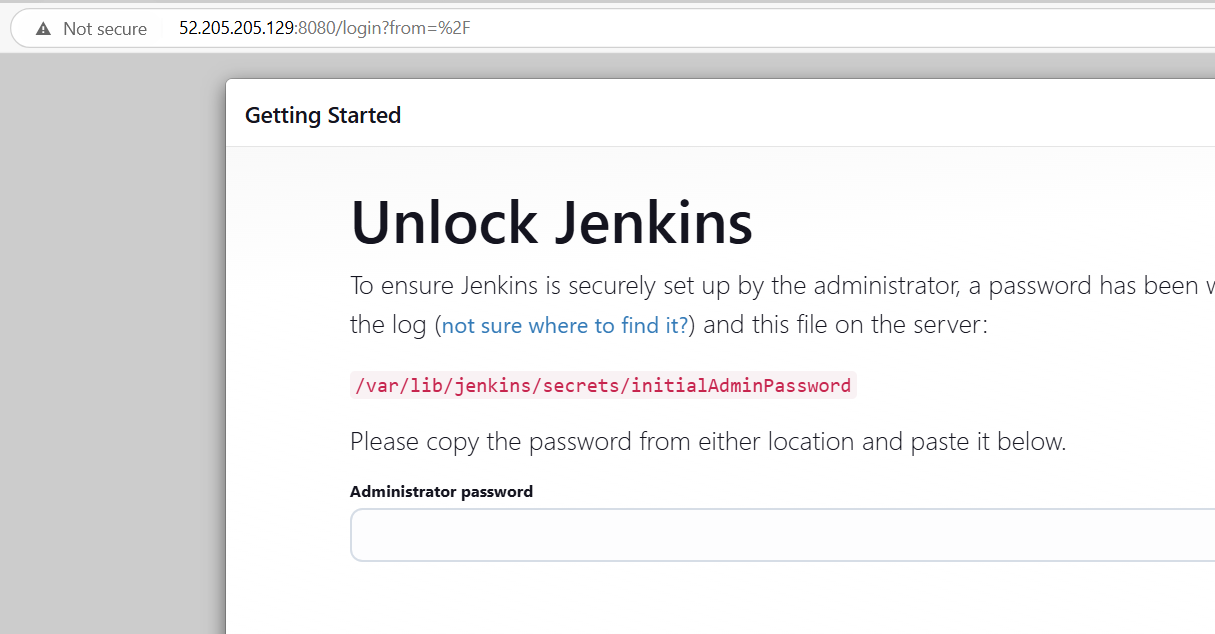 Not secure 52.205.205.129:8080/login?from=%2F
Getting Started
Unlock Jenkins
To ensure Jenkins is securely set up by the administrator, a password has been
the log (not sure where to find it?) and this file on the server:
/var/lib/jenkins/secrets/initialAdminPassword
Please copy the password from either location and paste it below.
Administrator password